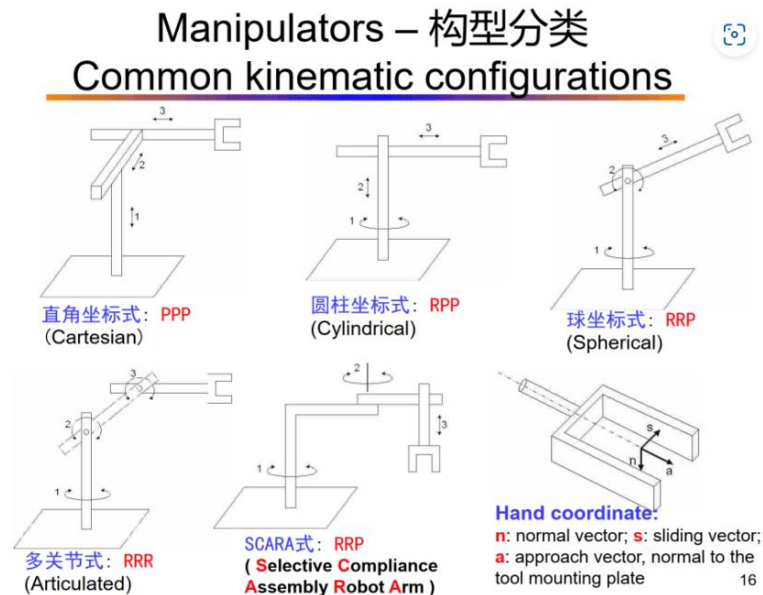 Manipulators – 构型分类
Common kinematic configurations
3
2
1
直角坐标式: PPP
(Cartesian)
3
2
1
圆柱坐标式: RPP
(Cylindrical)
3
2
1
球坐标式: RRP
(Spherical)
3
2
1
多关节式: RRR
(Articulated)
2
1
3
SCARA式: RRP
( Selective Compliance
Assembly Robot Arm )
s
n
a
Hand coordinate:
n: normal vector; s: sliding vector;
a: approach vector, normal to the
tool mounting plate
16